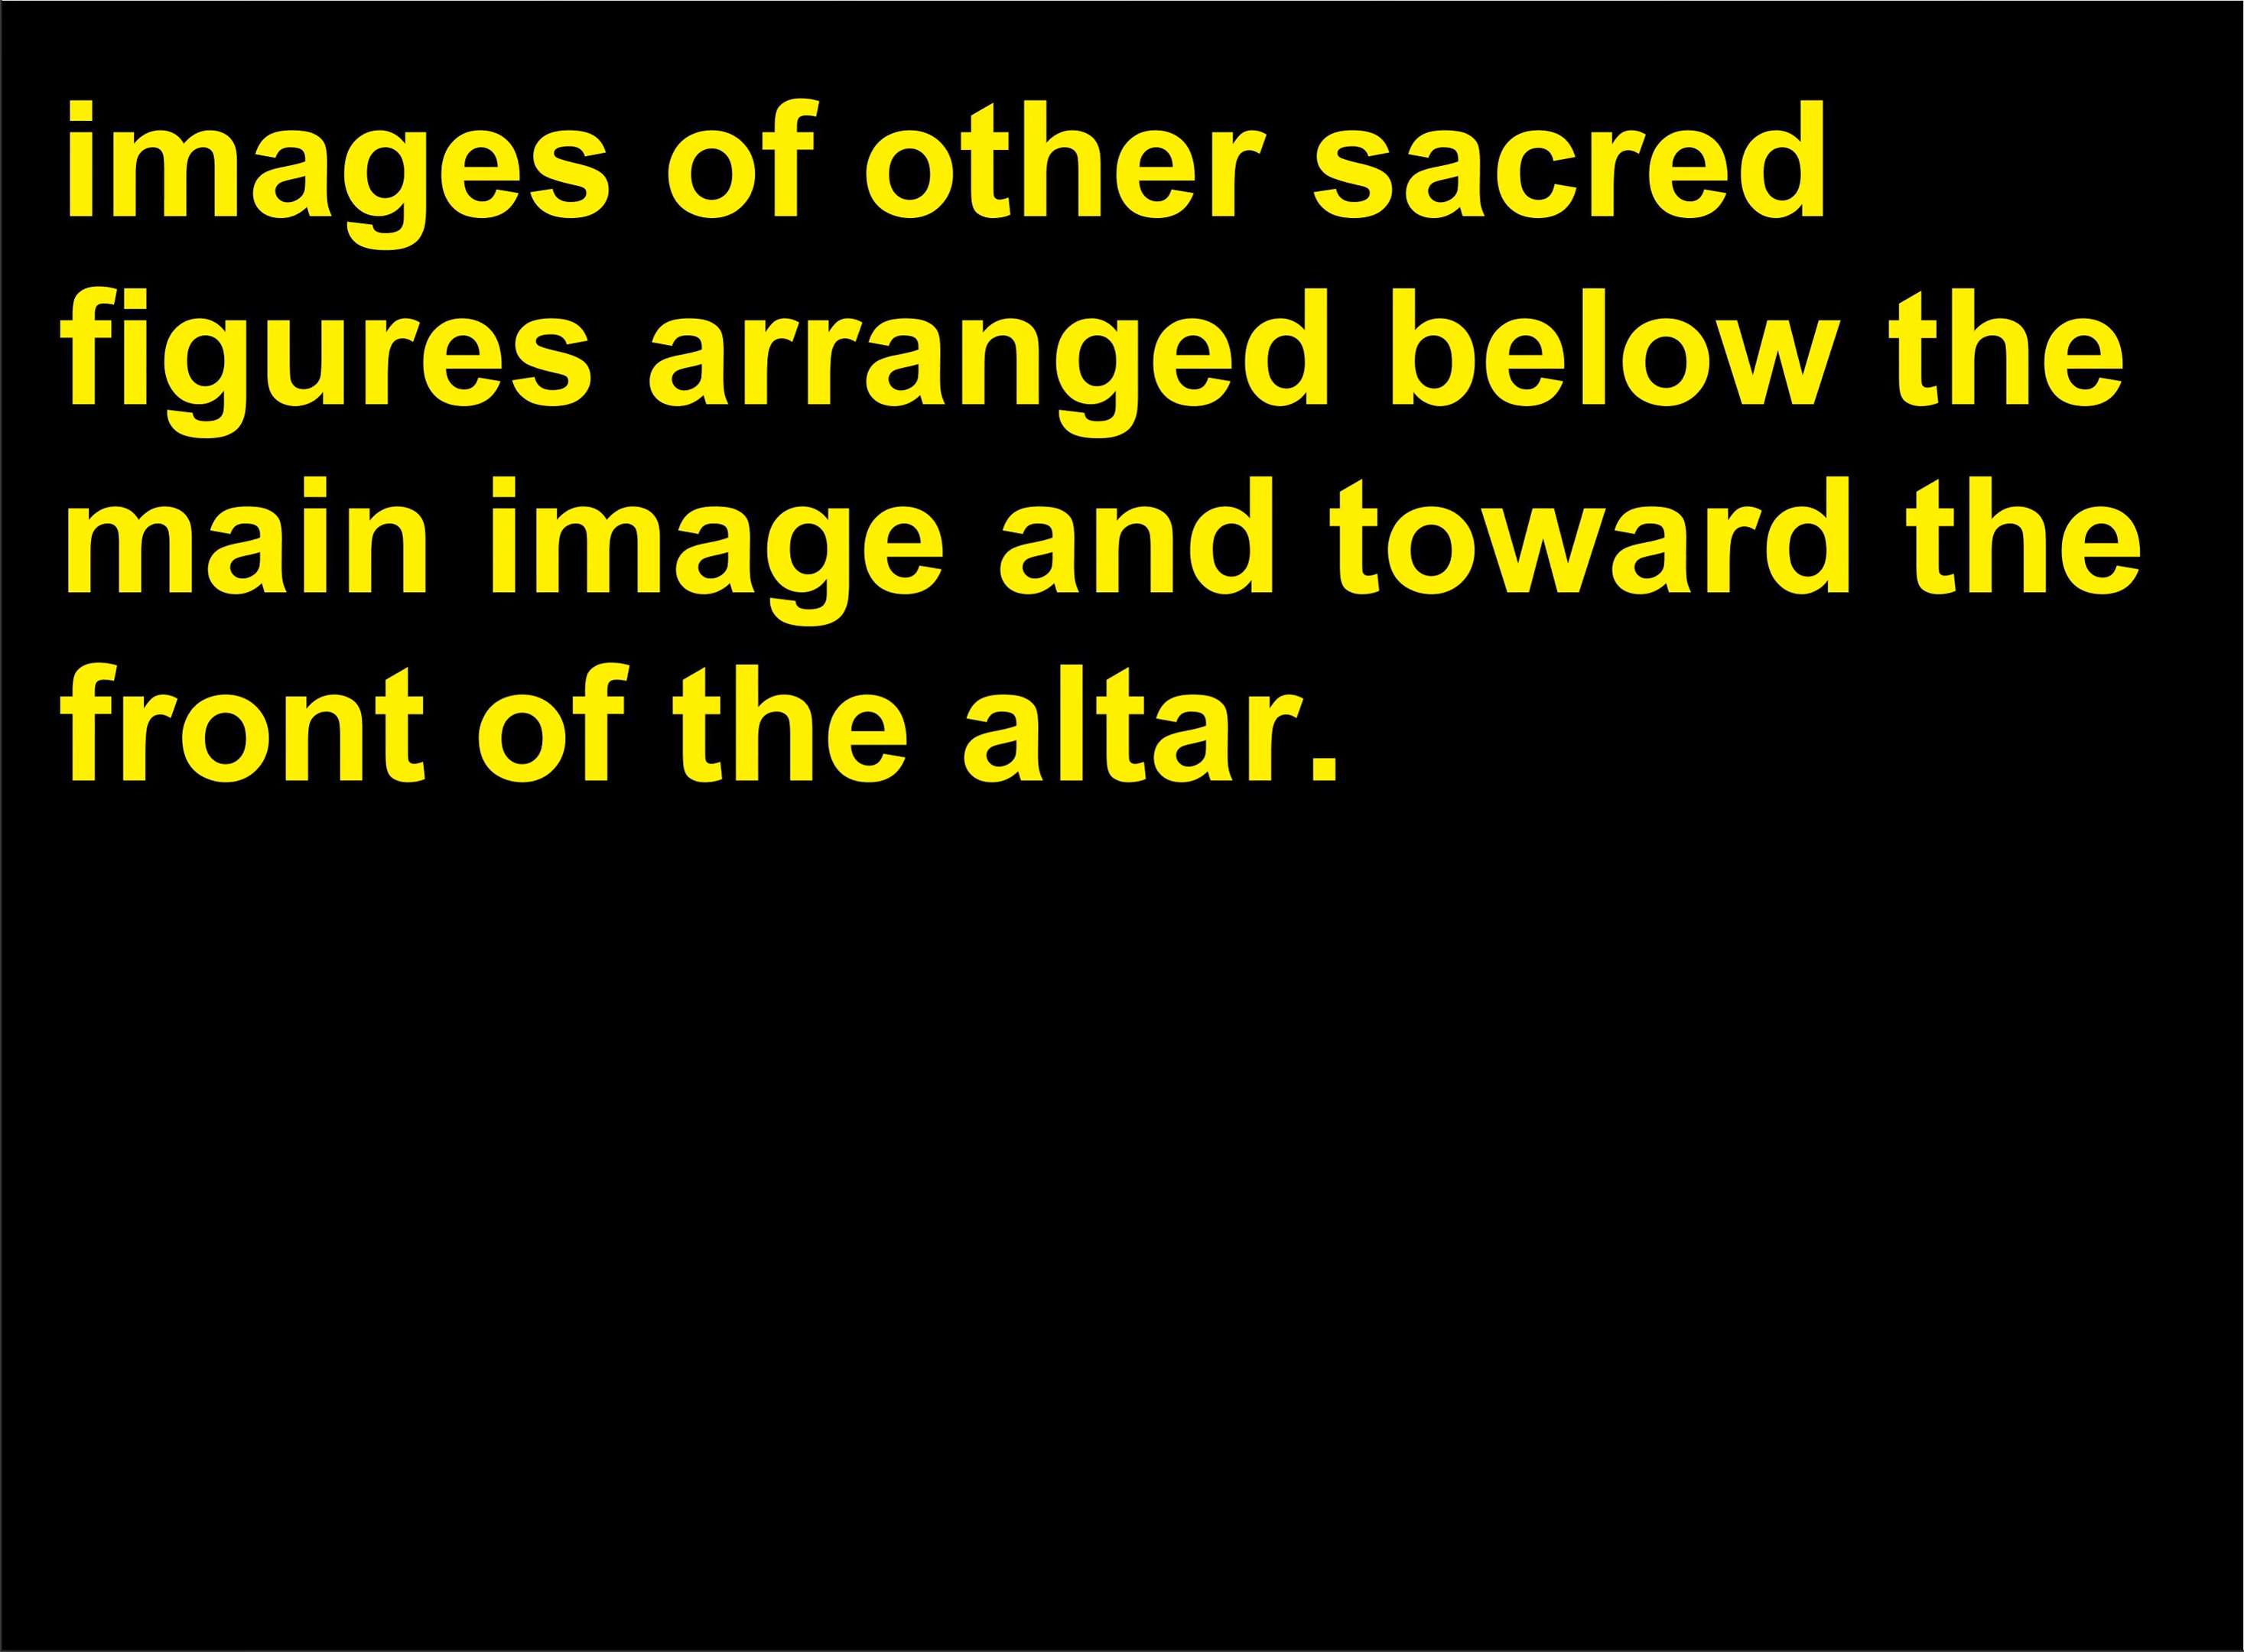 images of other sacred
figures arranged below the
main image and toward the
front of the altar.